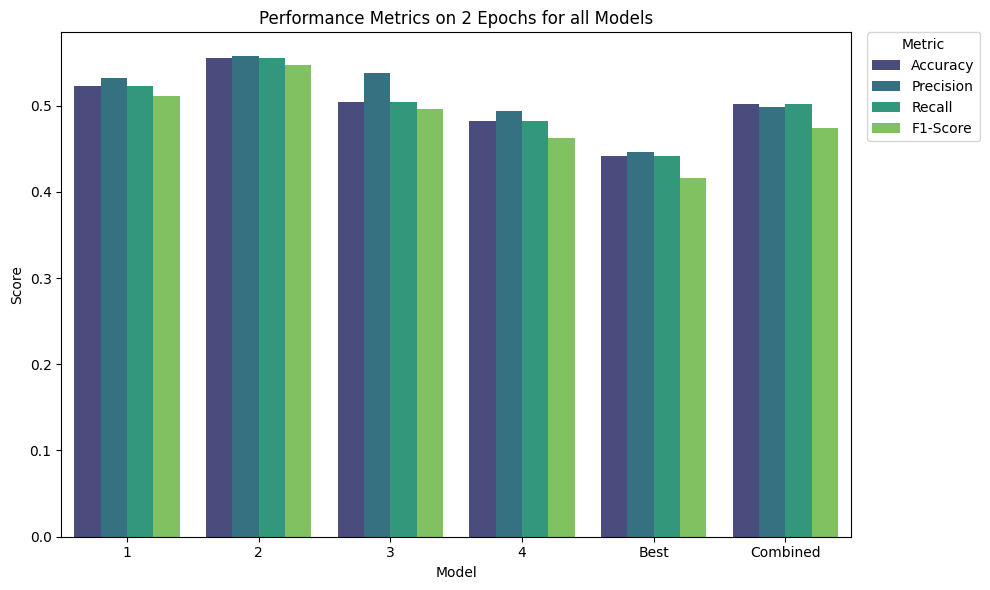 Performance Metrics on 2 Epochs for all Models
Metric
Accuracy
Precision
Recall
F1-Score
Score
0.5
0.4
0.3
0.2
0.1
0.0
1 2 3 4 Best Combined
Model